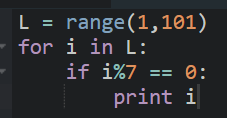 L = range(1,101)
for i in L:
    if i%7 == 0:
        print i